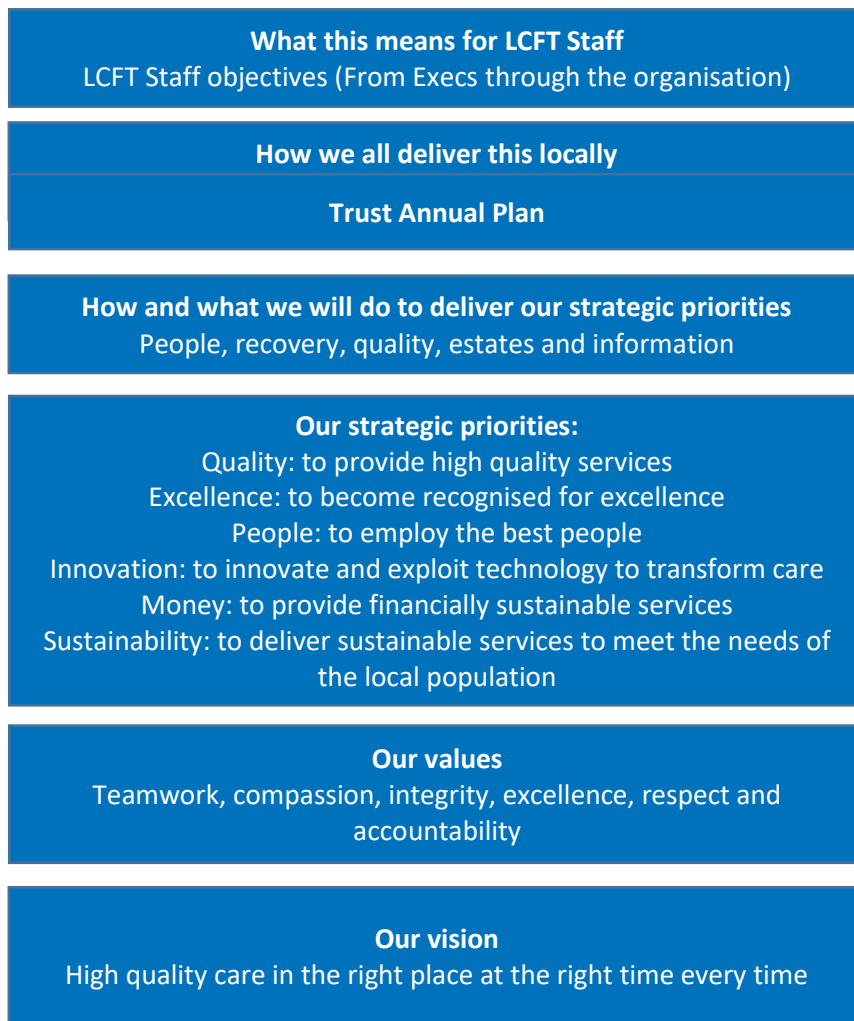 What this means for LCFT Staff
LCFT Staff objectives (From Execs through the organisation)
How we all deliver this locally
Trust Annual Plan
How and what we will do to deliver our strategic priorities
People, recovery, quality, estates and information
Our strategic priorities:
Quality: to provide high quality services
Excellence: to become recognised for excellence
People: to employ the best people
Innovation: to innovate and exploit technology to transform care
Money: to provide financially sustainable services
Sustainability: to deliver sustainable services to meet the needs of
the local population
Our values
Teamwork, compassion, integrity, excellence, respect and
accountability
Our vision
High quality care in the right place at the right time every time